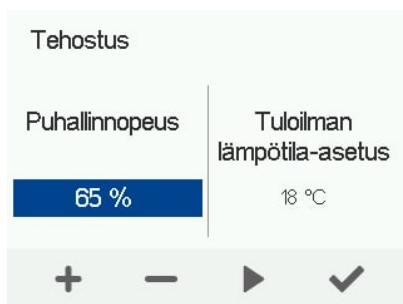 Tehostus
Puhallinnopeus
65 %
Tuloilman
lämpötila-asetus
18 °C